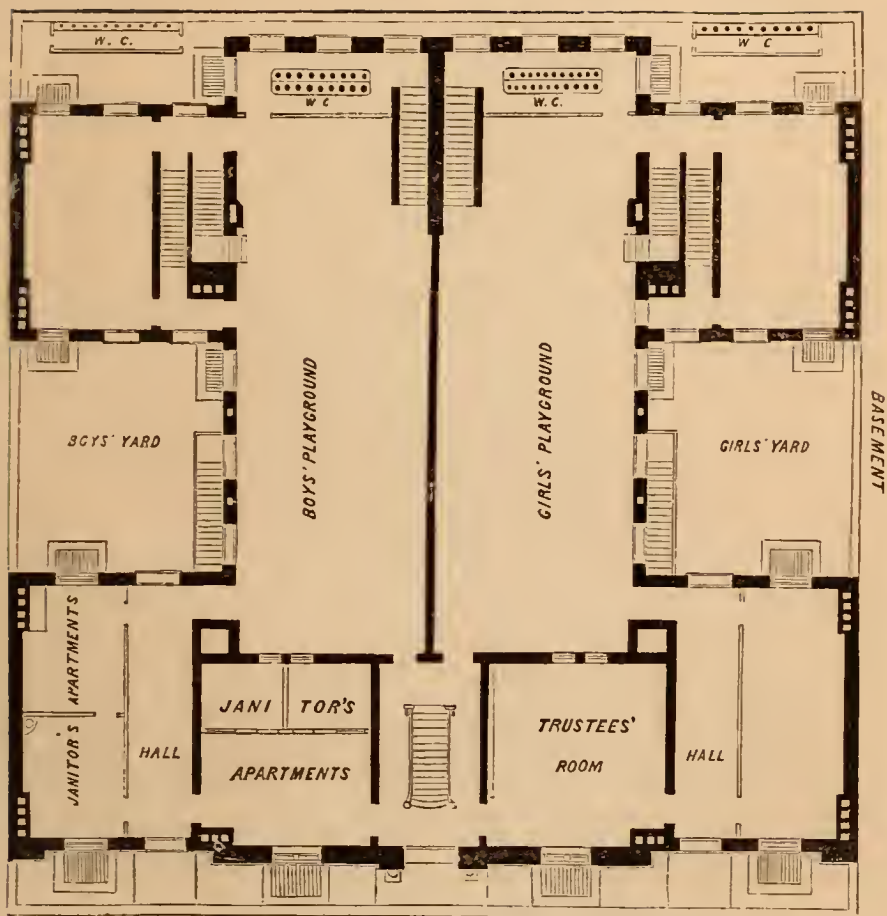 W. C.
W C
W C
W. C.
BOYS' YARD
BOYS' PLAYGROUND
GIRLS' PLAYGROUND
GIRLS' YARD
BASEMENT
JANITOR'S APARTMENTS
HALL
JANI TOR'S
APARTMENTS
TRUSTEES'
ROOM
HALL